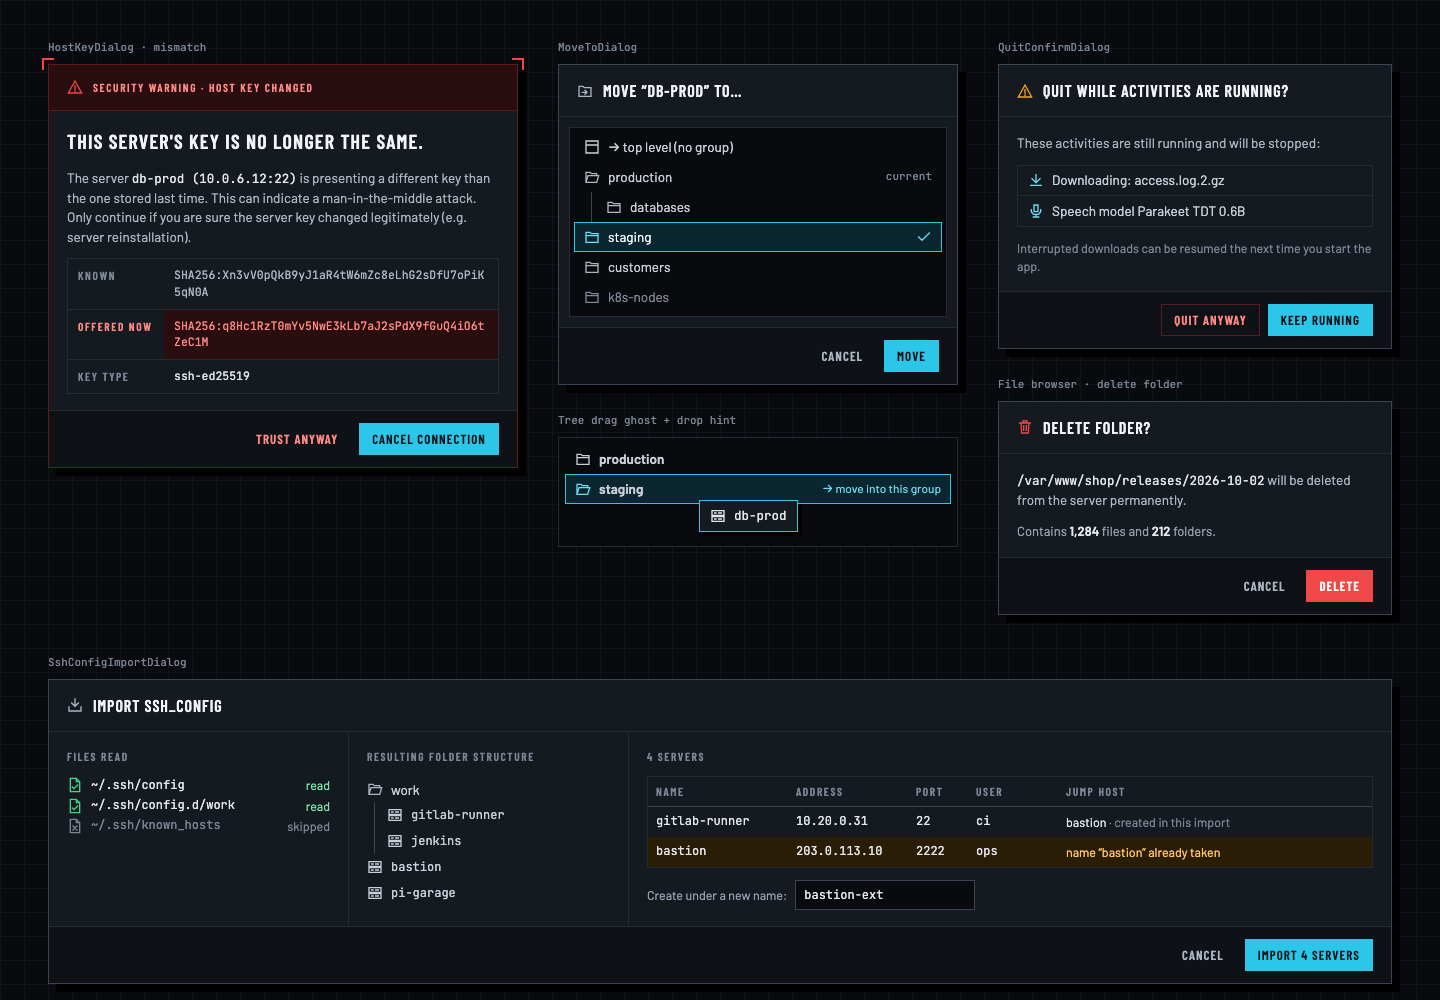 HostKeyDialog · mismatch
SECURITY WARNING · HOST KEY CHANGED
THIS SERVER'S KEY IS NO LONGER THE SAME.
The server db-prod (10.0.6.12:22) is presenting a different key than
the one stored last time. This can indicate a man-in-the-middle attack.
Only continue if you are sure the server key changed legitimately (e.g.
server reinstallation).
KNOWN
SHA256:Xn3vV0pQkB9yJ1aR4tW6mZc8eLhG2sDfU7oPiK
5qN0A
OFFERED NOW
SHA256:q8Hc1RzT0mYv5NwE3kLb7aJ2sPdX9fGuQ4iO6t
ZeC1M
KEY TYPE
ssh-ed25519
TRUST ANYWAY
CANCEL CONNECTION
MoveToDialog
MOVE “DB-PROD” TO...
→ top level (no group)
production
current
databases
staging
customers
k8s-nodes
CANCEL
MOVE
Tree drag ghost + drop hint
production
staging
→ move into this group
db-prod
QuitConfirmDialog
QUIT WHILE ACTIVITIES ARE RUNNING?
These activities are still running and will be stopped:
Downloading: access.log.2.gz
Speech model Parakeet TDT 0.6B
Interrupted downloads can be resumed the next time you start the
app.
QUIT ANYWAY
KEEP RUNNING
File browser · delete folder
DELETE FOLDER?
/var/www/shop/releases/2026-10-02 will be deleted
from the server permanently.
Contains 1,284 files and 212 folders.
CANCEL
DELETE
SshConfigImportDialog
IMPORT SSH_CONFIG
FILES READ
~/.ssh/config
read
~/.ssh/config.d/work
read
~/.ssh/known_hosts
skipped
RESULTING FOLDER STRUCTURE
work
gitlab-runner
jenkins
bastion
pi-garage
4 SERVERS
NAME ADDRESS PORT USER JUMP HOST
gitlab-runner 10.20.0.31 22 ci bastion · created in this import
bastion 203.0.113.10 2222 ops name “bastion” already taken
Create under a new name: bastion-ext
CANCEL
IMPORT 4 SERVERS